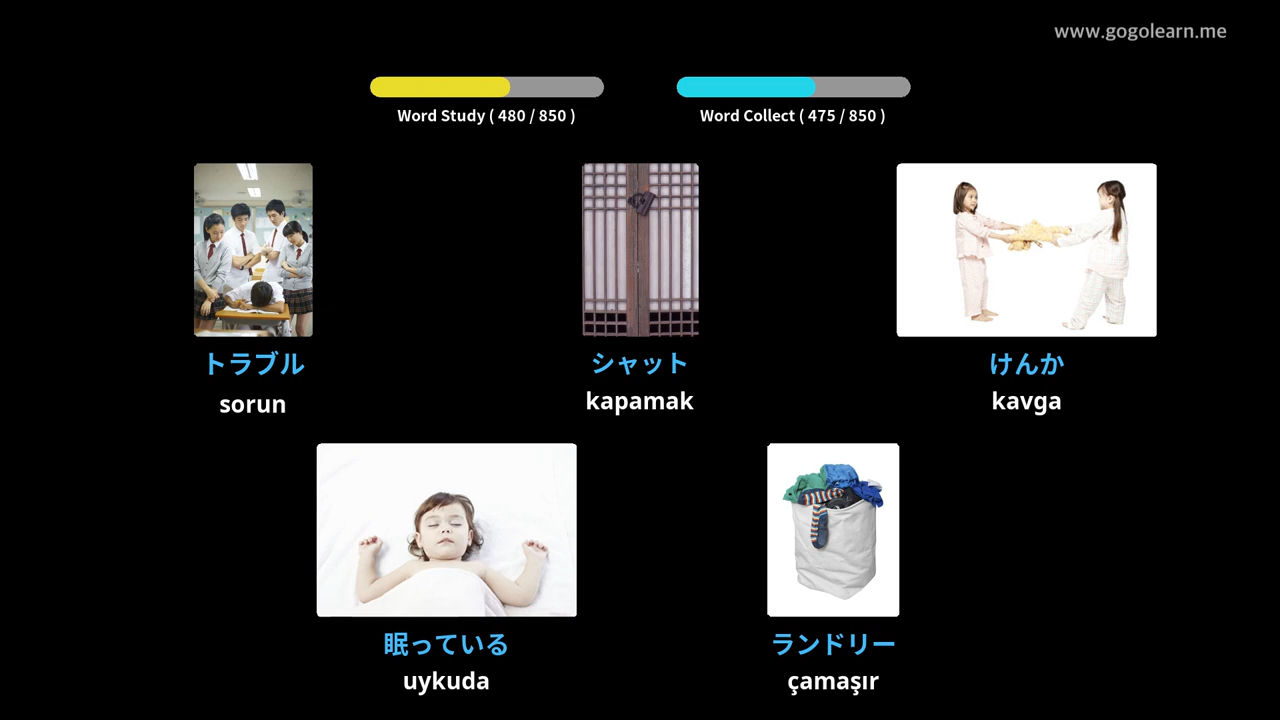 www.gogolearn.me
Word Study ( 480 / 850 )
Word Collect ( 475 / 850 )
トラブル
sorun
シャット
kapamak
けんか
kavga
眠っている
uykuda
ランドリー
çamaşır